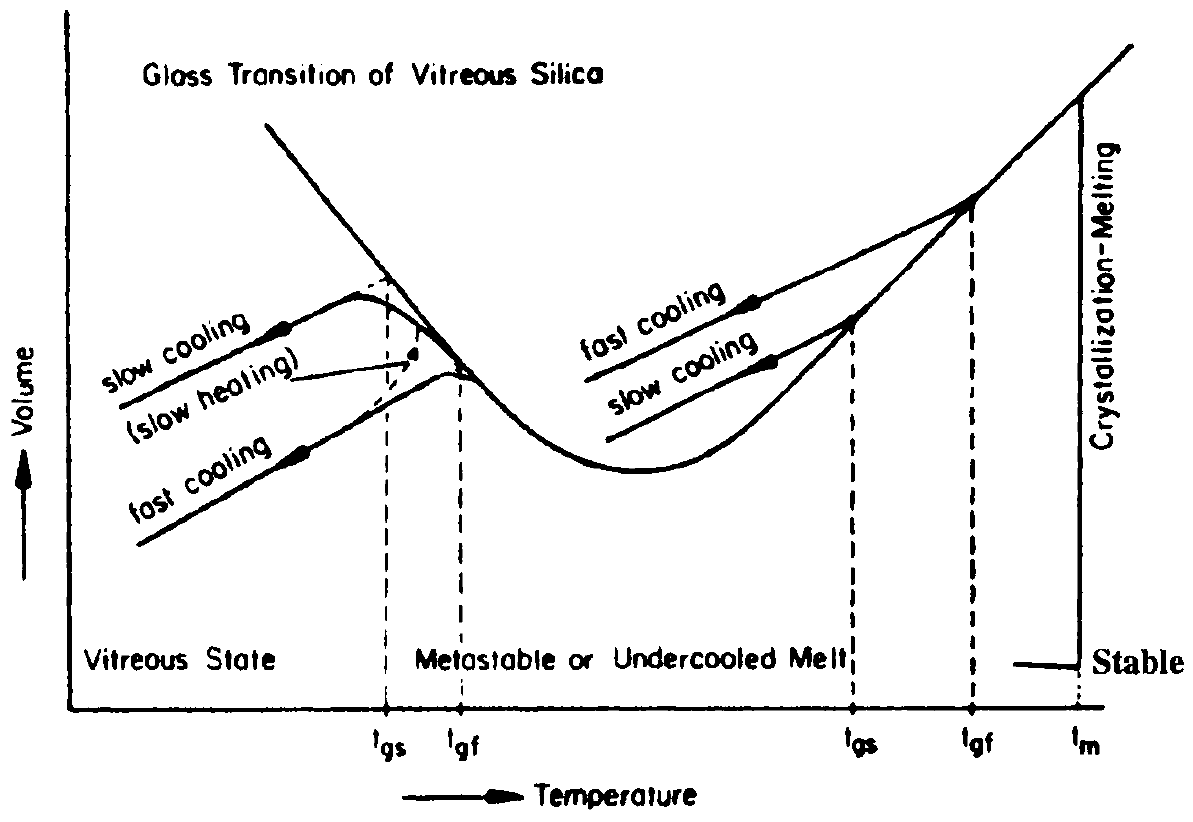 Glass Transition of Vitreous Silica
Crystallization-Melting
fast cooling
slow cooling
slow cooling
(slow heating)
fast cooling
Volume
Vitreous State
Metastable or Undercooled Melt
Stable
tgs
tgf
tgs
tgf
tm
Temperature